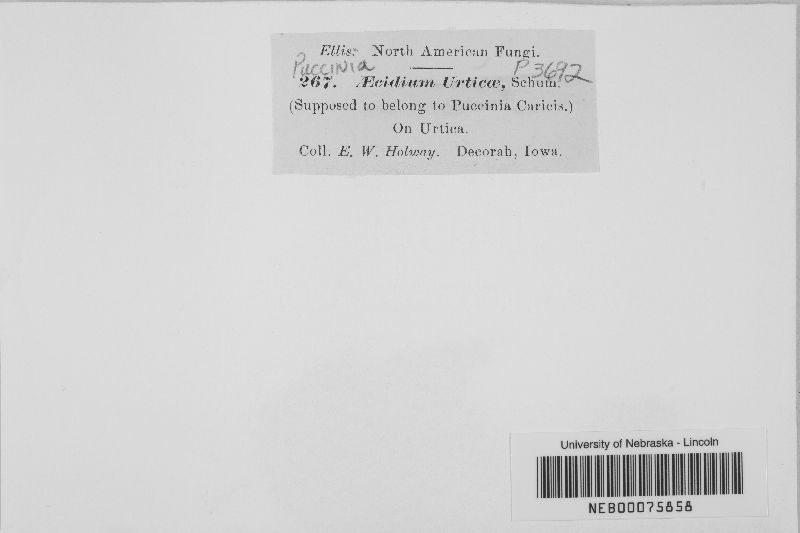 Ellis: North American Fungi.
Puccinia P3692
267. Æcidium Urticæ, Schum.
(Supposed to belong to Puccinia Caricis.)
On Urtica.
Coll. E. W. Holway. Decorah, Iowa.
University of Nebraska - Lincoln
NEB00075858